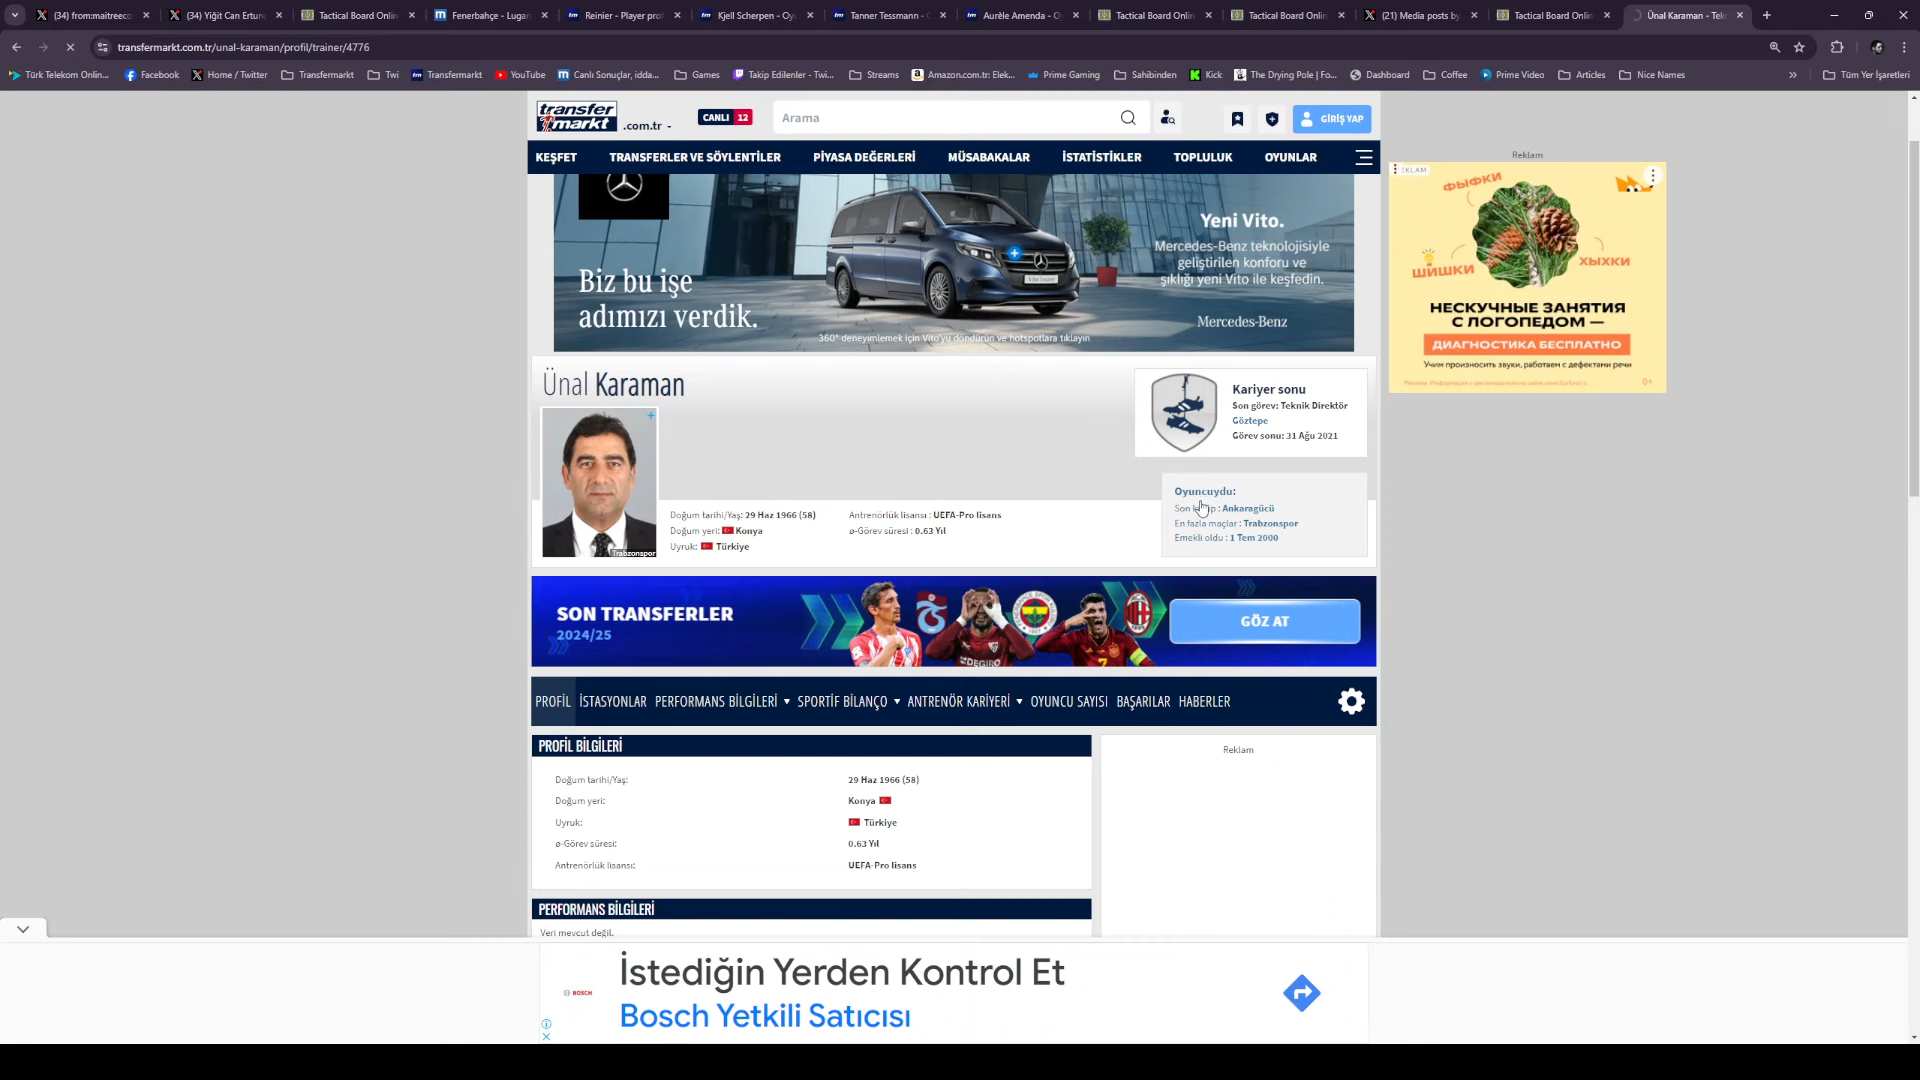 (34) from:maitreeco
(34) Yiğit Can Ertun
Tactical Board Onlin
Fenerbahçe - Lugan
Reinier - Player prof
Kjell Scherpen - Oy
Tanner Tessmann - 
Aurèle Amenda - O
Tactical Board Onlin
Tactical Board Onlin
(21) Media posts by
Tactical Board Onlin
Ünal Karaman - Tek
transfermarkt.com.tr/unal-karaman/profil/trainer/4776
Türk Telekom Onlin...
Facebook
Home / Twitter
Transfermarkt
Twi
Transfermarkt
YouTube
Canlı Sonuçlar, idda...
Games
Takip Edilenler - Twi...
Streams
Amazon.com.tr: Elek...
Prime Gaming
Sahibinden
Kick
The Drying Pole | Fo...
Dashboard
Coffee
Prime Video
Articles
Nice Names
Tüm Yer İşaretleri
transfer
markt
.com.tr
CANLI 12
Arama
GİRİŞ YAP
KEŞFET TRANSFERLER VE SÖYLENTİLER PİYASA DEĞERLERİ MÜSABAKALAR İSTATİSTİKLER TOPLULUK OYUNLAR
Biz bu işe
adımızı verdik.
Yeni Vito.
Mercedes-Benz teknolojisiyle
geliştirilen konforu ve
şıklığı yeni Vito ile keşfedin.
Mercedes-Benz
360° deneyimlemek için Vito'yu döndürün ve hotspotlara tıklayın
Reklam
ФЫФКИ
ШИШКИ
ХЫХКИ
НЕСКУЧНЫЕ ЗАНЯТИЯ
С ЛОГОПЕДОМ —
ДИАГНОСТИКА БЕСПЛАТНО
Учим произносить звуки, работаем с дефектами речи
0+
Ünal Karaman
Trabzonspor
Doğum tarihi/Yaş: 29 Haz 1966 (58)
Doğum yeri: Konya
Uyruk: Türkiye
Antrenörlük lisansı : UEFA-Pro lisans
ø-Görev süresi : 0.63 Yıl
Kariyer sonu
Son görev: Teknik Direktör
Göztepe
Görev sonu: 31 Ağu 2021
Oyuncuydu:
Son : Ankaragücü
En fazla maçlar : Trabzonspor
Emekli oldu : 1 Tem 2000
SON TRANSFERLER
2024/25
DEGIRO
GÖZ AT
PROFİL İSTASYONLAR PERFORMANS BİLGİLERİ SPORTİF BİLANÇO ANTRENÖR KARİYERİ OYUNCU SAYISI BAŞARILAR HABERLER
PROFİL BİLGİLERİ
Doğum tarihi/Yaş: 29 Haz 1966 (58)
Doğum yeri: Konya
Uyruk: Türkiye
ø-Görev süresi: 0.63 Yıl
Antrenörlük lisansı: UEFA-Pro lisans
Reklam
PERFORMANS BİLGİLERİ
Veri mevcut değil.
BOSCH
İstediğin Yerden Kontrol Et
Bosch Yetkili Satıcısı